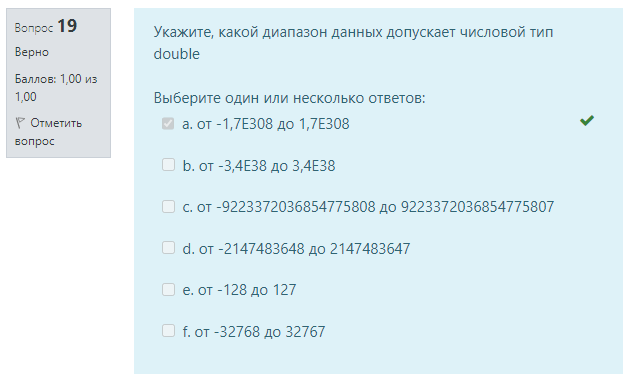 Вопрос 19
Верно
Баллов: 1,00 из
1,00
Отметить
вопрос
Укажите, какой диапазон данных допускает числовой тип
double
Выберите один или несколько ответов:
a. от -1,7E308 до 1,7E308
b. от -3,4E38 до 3,4E38
c. от -9223372036854775808 до 9223372036854775807
d. от -2147483648 до 2147483647
e. от -128 до 127
f. от -32768 до 32767